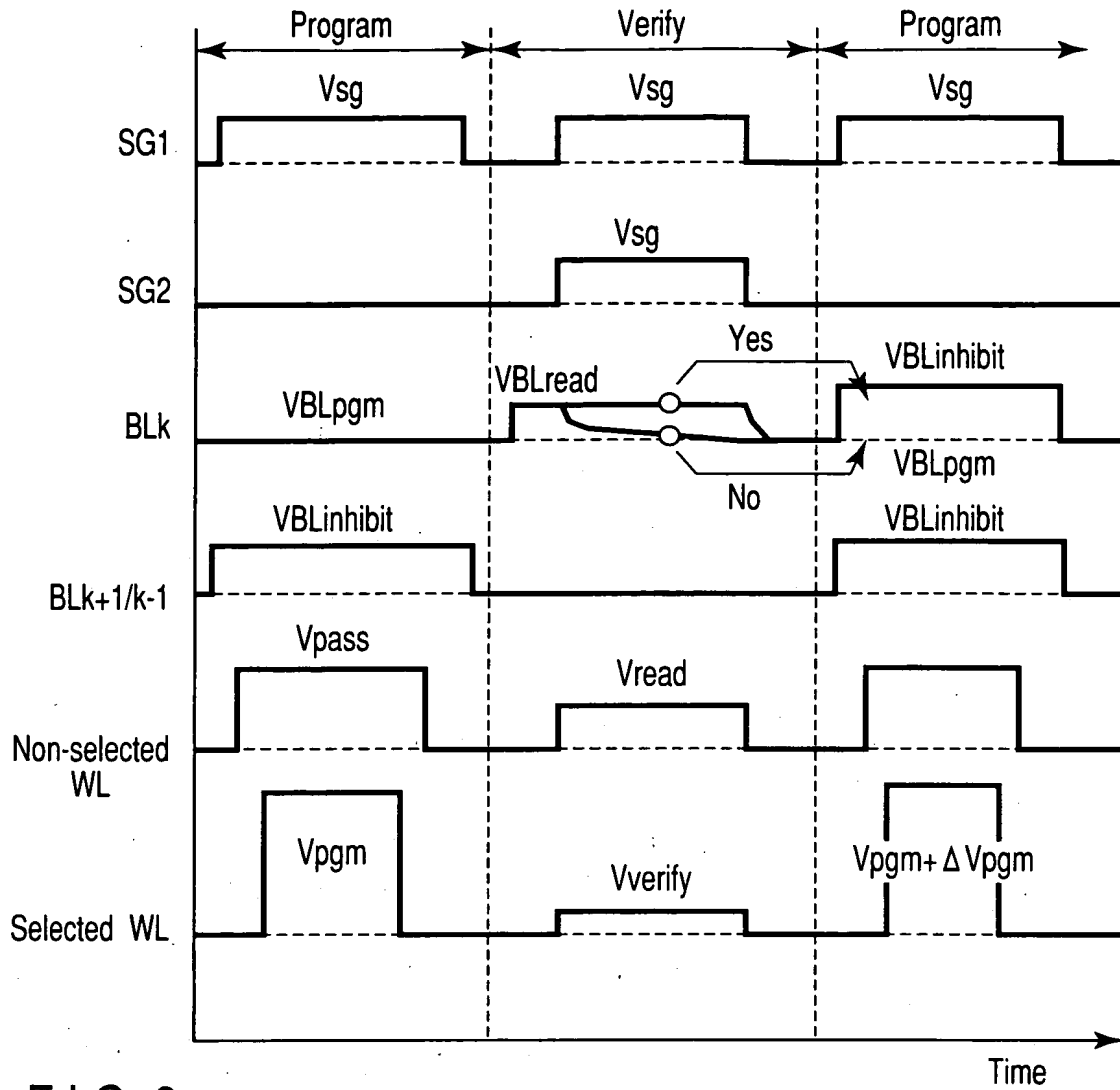 Program Verify Program
Vsg Vsg Vsg
SG1
Vsg
SG2
Yes
VBLread VBLinhibit
VBLpgm
BLk
VBLpgm
No
VBLinhibit VBLinhibit
BLk+1/k-1
Vpass
Vread
Non-selected
WL
Vpgm Vpgm+ Δ Vpgm
Vverify
Selected WL
Time